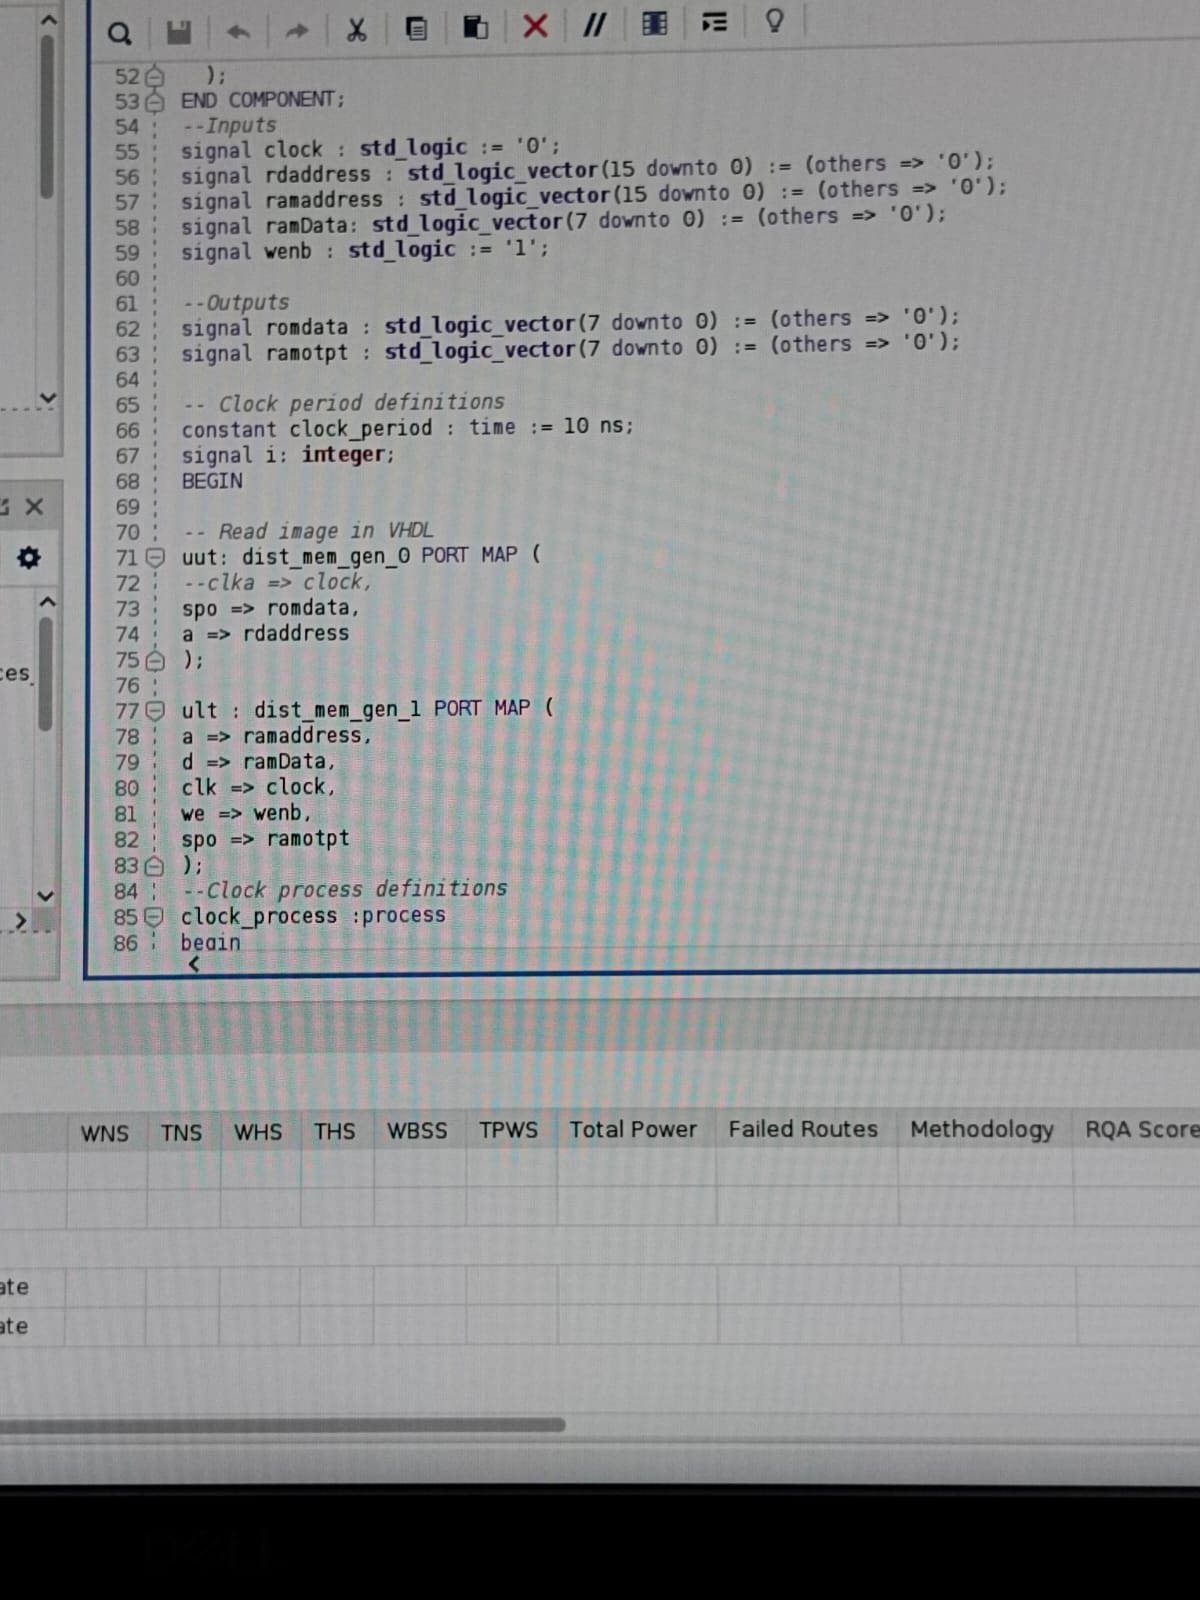 52 );
53 END COMPONENT;
54 --Inputs
55 signal clock : std_logic := '0';
56 signal rdaddress : std_logic_vector(15 downto 0) := (others => '0');
57 signal ramaddress : std_logic_vector(15 downto 0) := (others => '0');
58 signal ramData: std_logic_vector(7 downto 0) := (others => '0');
59 signal wenb : std_logic := '1';
60
61 --Outputs
62 signal romdata : std_logic_vector(7 downto 0) := (others => '0');
63 signal ramotpt : std_logic_vector(7 downto 0) := (others => '0');
64
65 -- Clock period definitions
66 constant clock_period : time := 10 ns;
67 signal i: integer;
68 BEGIN
69
70 -- Read image in VHDL
71 uut: dist_mem_gen_0 PORT MAP (
72 --clka => clock,
73 spo => romdata,
74 a => rdaddress
75 );
76
77 ult : dist_mem_gen_1 PORT MAP (
78 a => ramaddress,
79 d => ramData,
80 clk => clock,
81 we => wenb,
82 spo => ramotpt
83 );
84 --Clock process definitions
85 clock_process :process
86 begin
WNS TNS WHS THS WBSS TPWS Total Power Failed Routes Methodology RQA Score